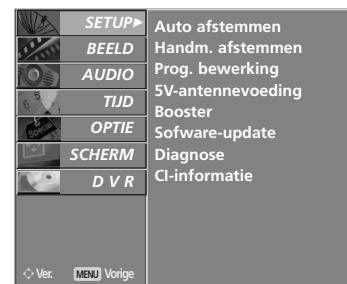 SETUP
BEELD
AUDIO
TIJD
OPTIE
SCHERM
D V R
Ver. MENU Vorige
Auto afstemmen
Handm. afstemmen
Prog. bewerking
5V-antennevoeding
Booster
Sofware-update
Diagnose
CI-informatie